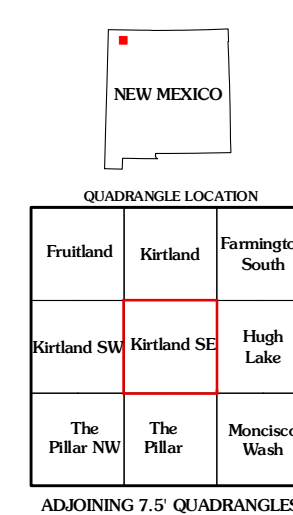 NEW MEXICO
QUADRANGLE LOCATION
Fruitland
Kirtland
Farmingto
South
Kirtland SW
Kirtland SE
Hugh
Lake
The
Pillar NW
The
Pillar
Moncisco
Wash
ADJOINING 7.5' QUADRANGLES